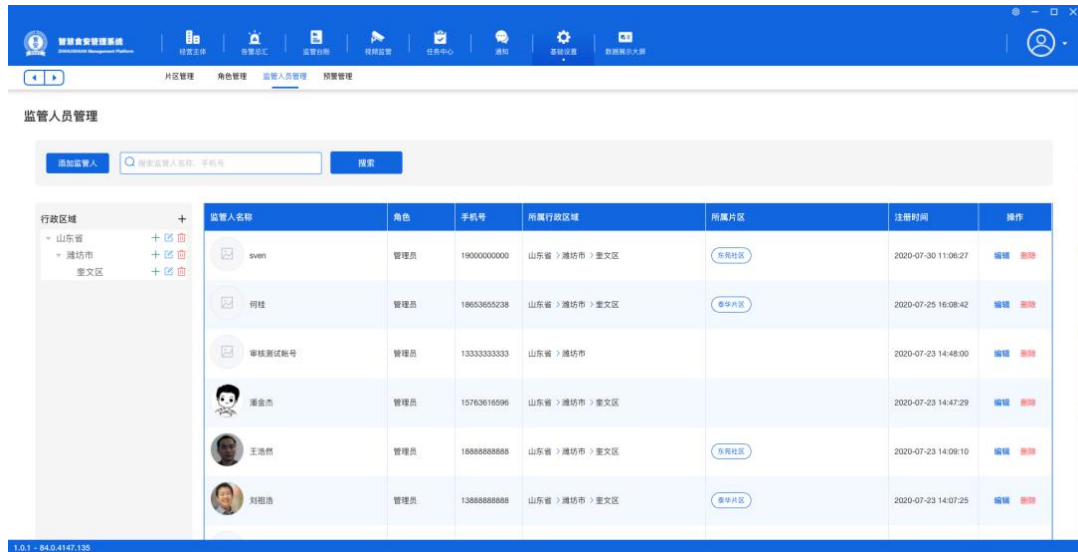 智慧食安管理系统
ZHIHUISHIAN Management Platform
经营主体 告警总汇 监管台账 视频监管 任务中心 通知 基础设置 数据展示大屏
片区管理 角色管理 监管人员管理 预警管理
监管人员管理
添加监管人 搜索监管人名称、手机号 搜索
行政区域 +
山东省
潍坊市
奎文区
监管人名称 角色 手机号 所属行政区域 所属片区 注册时间 操作
sven 管理员 19000000000 山东省 > 潍坊市 > 奎文区 东苑社区 2020-07-30 11:06:27 编辑 删除
何桂 管理员 18653655238 山东省 > 潍坊市 > 奎文区 泰华片区 2020-07-25 16:08:42 编辑 删除
审核测试帐号 管理员 13333333333 山东省 > 潍坊市 2020-07-23 14:48:00 编辑 删除
潘金杰 管理员 15763616596 山东省 > 潍坊市 > 奎文区 2020-07-23 14:47:29 编辑 删除
王浩然 管理员 18888888888 山东省 > 潍坊市 > 奎文区 东苑社区 2020-07-23 14:09:10 编辑 删除
刘祖浩 管理员 13888888888 山东省 > 潍坊市 > 奎文区 泰华片区 2020-07-23 14:07:25 编辑 删除
1.0.1 - 84.0.4147.135